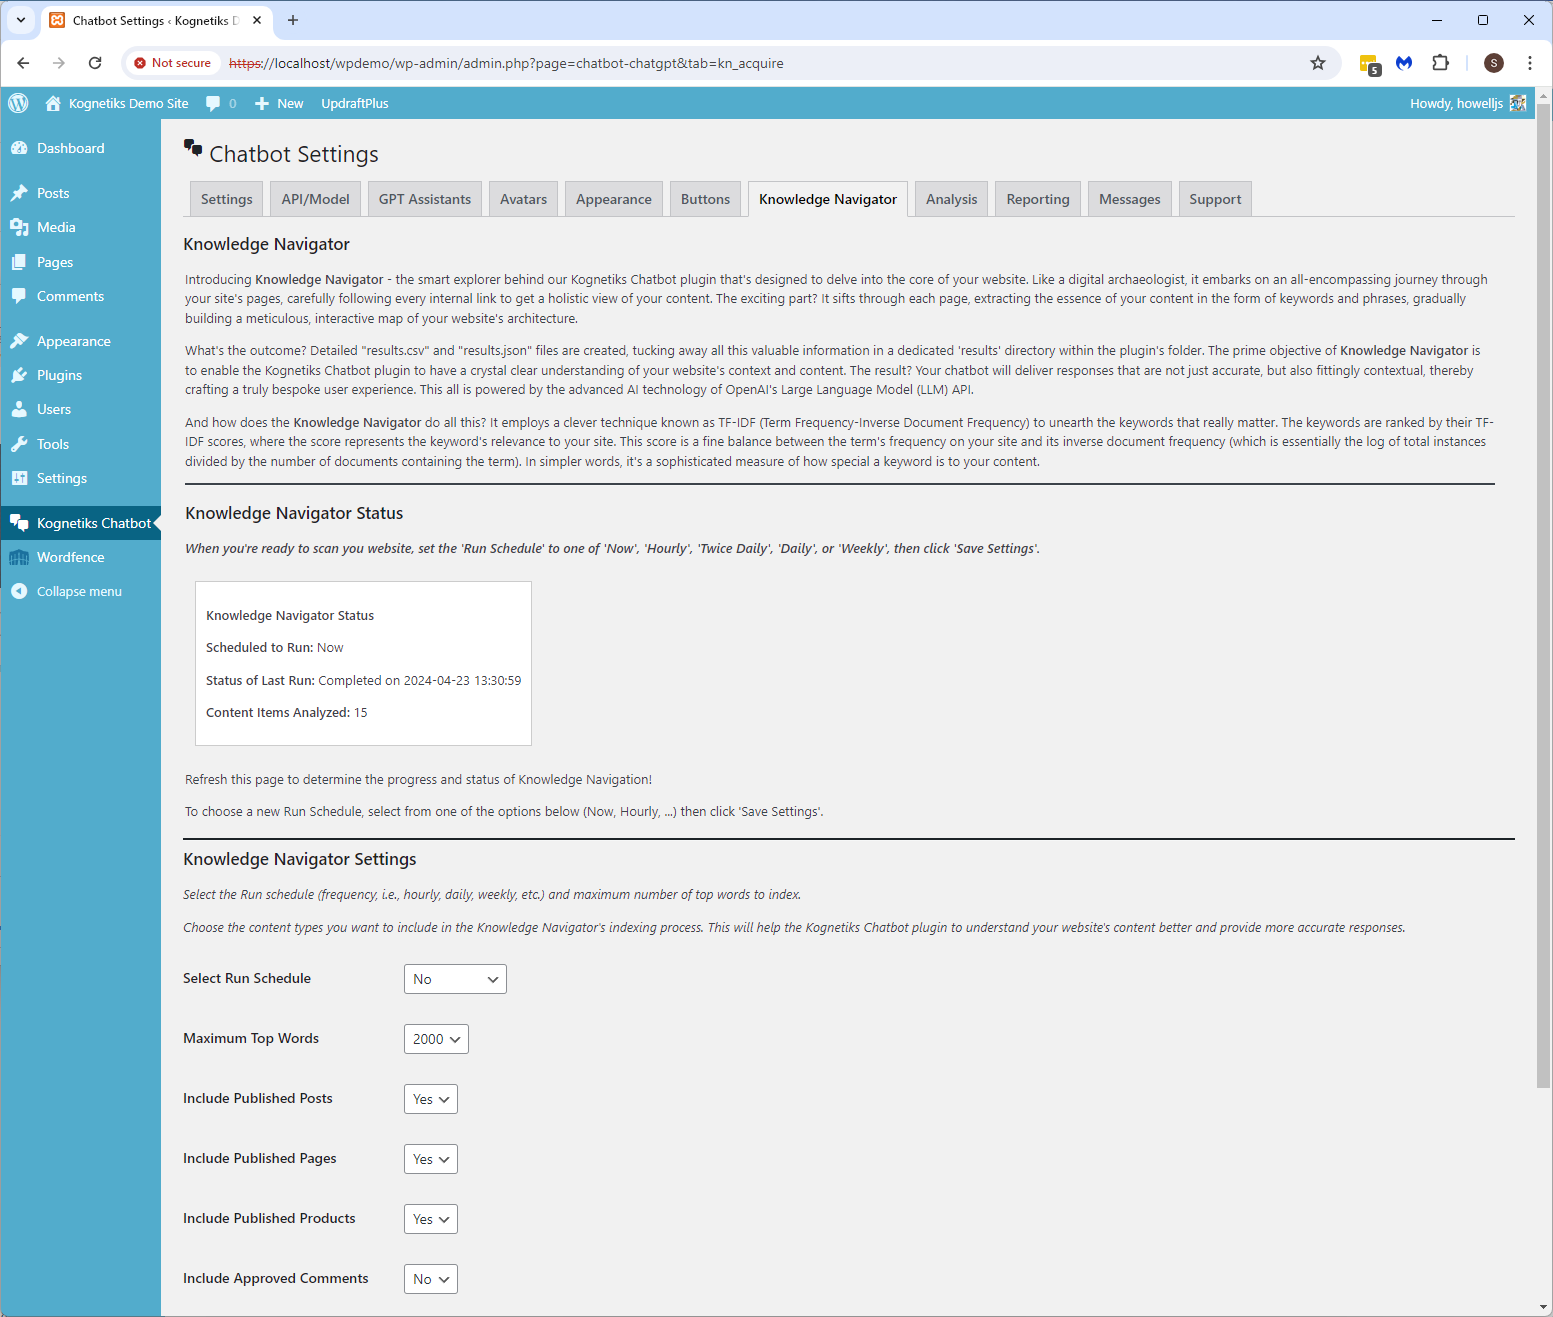 Chatbot Settings ‹ Kognetiks D
Not secure
https://localhost/wpdemo/wp-admin/admin.php?page=chatbot-chatgpt&tab=kn_acquire
5
S
Kognetiks Demo Site
0
New
UpdraftPlus
Howdy, howelljs
Dashboard
Posts
Media
Pages
Comments
Appearance
Plugins
Users
Tools
Settings
Kognetiks Chatbot
Wordfence
Collapse menu
Chatbot Settings
Settings
API/Model
GPT Assistants
Avatars
Appearance
Buttons
Knowledge Navigator
Analysis
Reporting
Messages
Support
Knowledge Navigator
Introducing Knowledge Navigator - the smart explorer behind our Kognetiks Chatbot plugin that's designed to delve into the core of your website. Like a digital archaeologist, it embarks on an all-encompassing journey through
your site's pages, carefully following every internal link to get a holistic view of your content. The exciting part? It sifts through each page, extracting the essence of your content in the form of keywords and phrases, gradually
building a meticulous, interactive map of your website's architecture.
What's the outcome? Detailed "results.csv" and "results.json" files are created, tucking away all this valuable information in a dedicated 'results' directory within the plugin's folder. The prime objective of Knowledge Navigator is
to enable the Kognetiks Chatbot plugin to have a crystal clear understanding of your website's context and content. The result? Your chatbot will deliver responses that are not just accurate, but also fittingly contextual, thereby
crafting a truly bespoke user experience. This all is powered by the advanced AI technology of OpenAI's Large Language Model (LLM) API.
And how does the Knowledge Navigator do all this? It employs a clever technique known as TF-IDF (Term Frequency-Inverse Document Frequency) to unearth the keywords that really matter. The keywords are ranked by their TF-
IDF scores, where the score represents the keyword's relevance to your site. This score is a fine balance between the term's frequency on your site and its inverse document frequency (which is essentially the log of total instances
divided by the number of documents containing the term). In simpler words, it's a sophisticated measure of how special a keyword is to your content.
Knowledge Navigator Status
When you're ready to scan you website, set the 'Run Schedule' to one of 'Now', 'Hourly', 'Twice Daily', 'Daily', or 'Weekly', then click 'Save Settings'.
Knowledge Navigator Status
Scheduled to Run: Now
Status of Last Run: Completed on 2024-04-23 13:30:59
Content Items Analyzed: 15
Refresh this page to determine the progress and status of Knowledge Navigation!
To choose a new Run Schedule, select from one of the options below (Now, Hourly, ...) then click 'Save Settings'.
Knowledge Navigator Settings
Select the Run schedule (frequency, i.e., hourly, daily, weekly, etc.) and maximum number of top words to index.
Choose the content types you want to include in the Knowledge Navigator's indexing process. This will help the Kognetiks Chatbot plugin to understand your website's content better and provide more accurate responses.
Select Run Schedule No
Maximum Top Words 2000
Include Published Posts Yes
Include Published Pages Yes
Include Published Products Yes
Include Approved Comments No